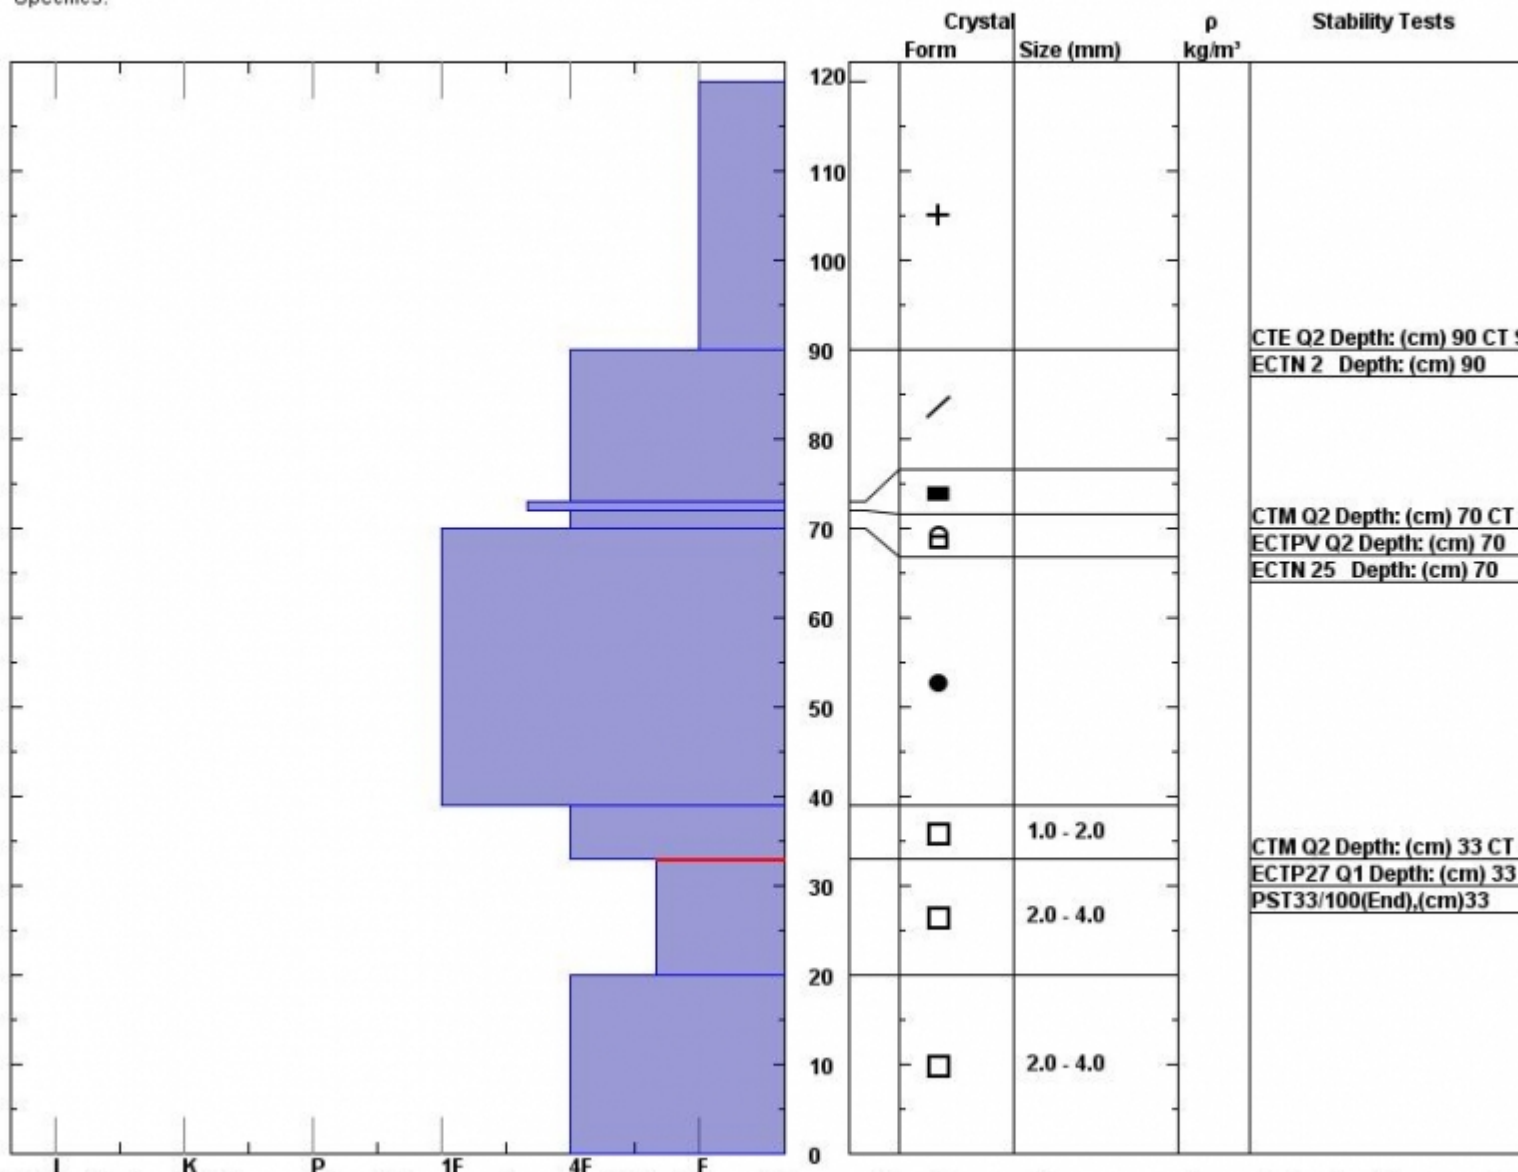 Specifics:
Crystal ρ Stability Tests
Form Size (mm) kg/m³
120
110
100
90
CTE Q2 Depth: (cm) 90 CT
ECTN 2 Depth: (cm) 90
80
70
CTM Q2 Depth: (cm) 70 CT
ECTPV Q2 Depth: (cm) 70
ECTN 25 Depth: (cm) 70
60
50
40
1.0 - 2.0
CTM Q2 Depth: (cm) 33 CT
ECTP27 Q1 Depth: (cm) 33
30
PST33/100(End),(cm)33
2.0 - 4.0
20
10
2.0 - 4.0
0
I K P 1F 4F F